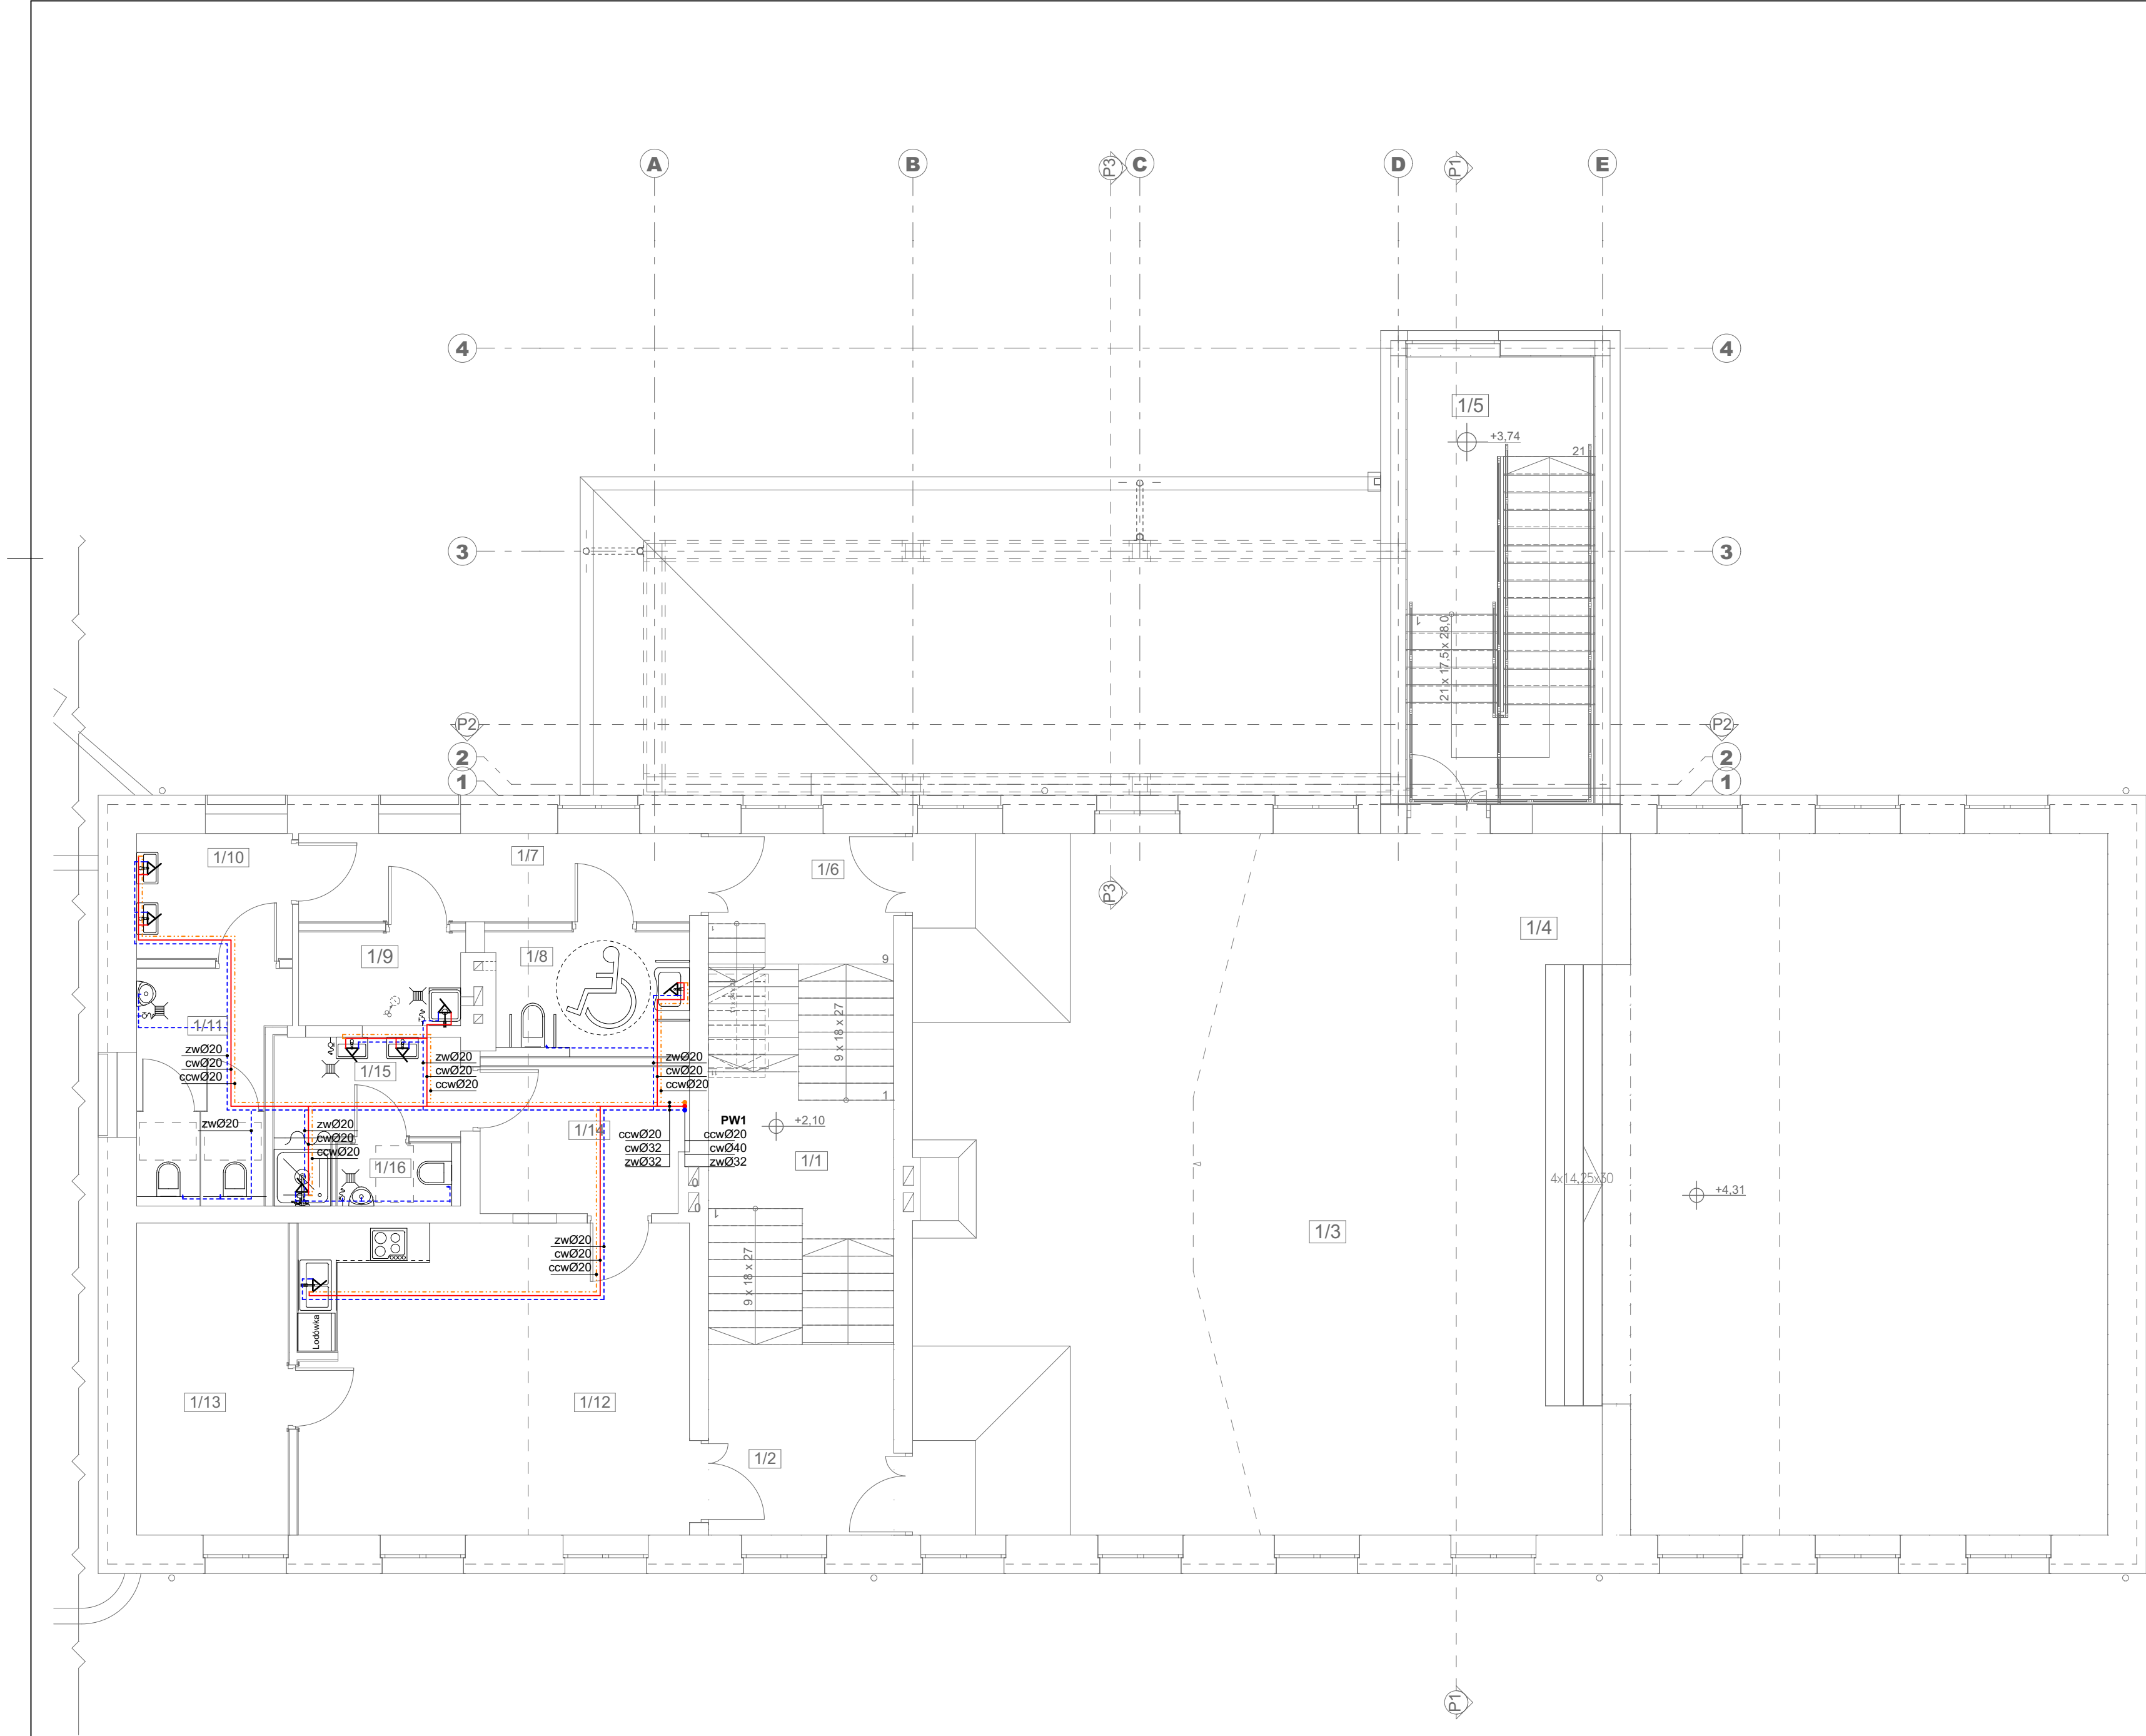 A
B
P3
C
D
P1
E
4
4
1/5
+3,74
21
3
3
1
21 x 17,5 x 28,0
P2
P2
2
2
1
1
1/10
1/7
1/6
P3
1/4
1/9
1/8
1
9
9 x 18 x 27
1
1/11
zwØ20
cwØ20
ccwØ20
1/15
zwØ20
cwØ20
ccwØ20
zwØ20
cwØ20
ccwØ20
zwØ20
zwØ20
cwØ20
ccwØ20
1/16
1/14
ccwØ20
cwØ32
zwØ32
PW1
ccwØ20
cwØ40
zwØ32
+2,10
1/1
4x14,25x30
+4,31
1/3
1
9 x 18 x 27
zwØ20
cwØ20
ccwØ20
Lodówka
1/13
1/12
1/2
P1